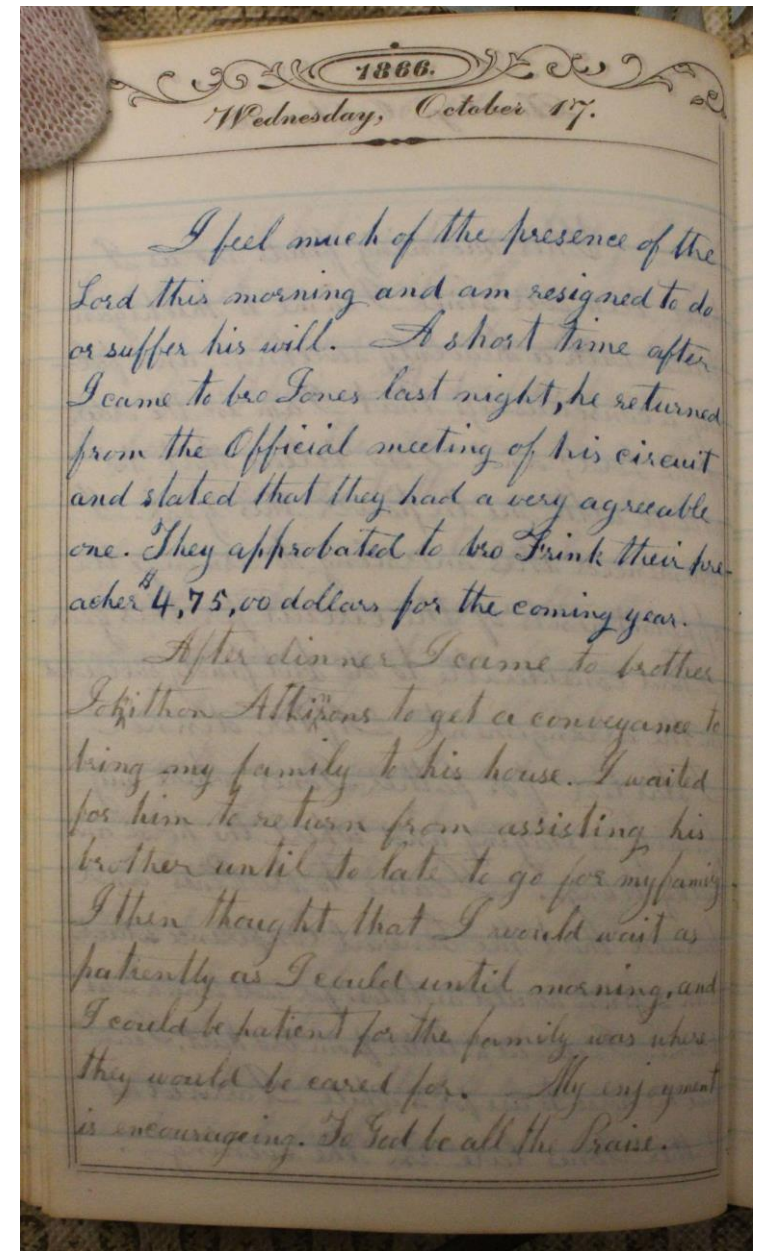 1866.
Wednesday, October 17.
I feel much of the presence of the
Lord this morning and am resigned to do
or suffer his will. A short time after
I came to bro Jones last night, he returned
from the Official meeting of his circuit
and stated that they had a very agreeable
one. They approbated to bro Frink their pre-
acher $4,75,00 dollars for the coming year.
After dinner I came to brother
to get a conveyance to
bring my family to his house. I waited
for him to return from assisting his
brother until to late to go for my family
I then thought that I would wait as
patiently as I could until morning, and
I could be patient for the family was where
they would be cared for. My enjoyment
is encourageing. To God be all the Praise.